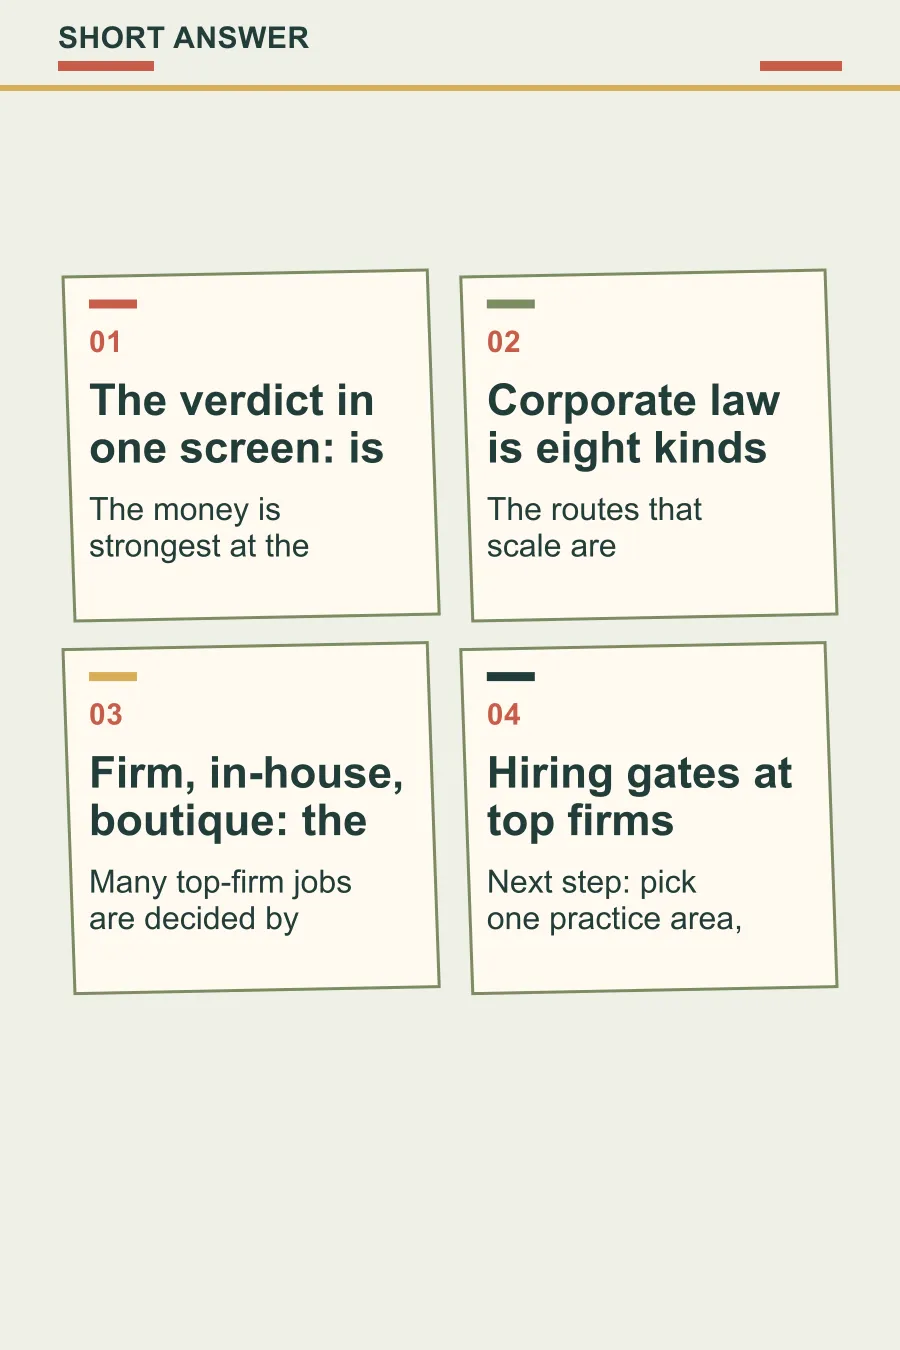 SHORT ANSWER
01
The verdict in
one screen: is
The money is
strongest at the
02
Corporate law
is eight kinds
The routes that
scale are
03
Firm, in-house,
boutique: the
Many top-firm jobs
are decided by
04
Hiring gates at
top firms
Next step: pick
one practice area,